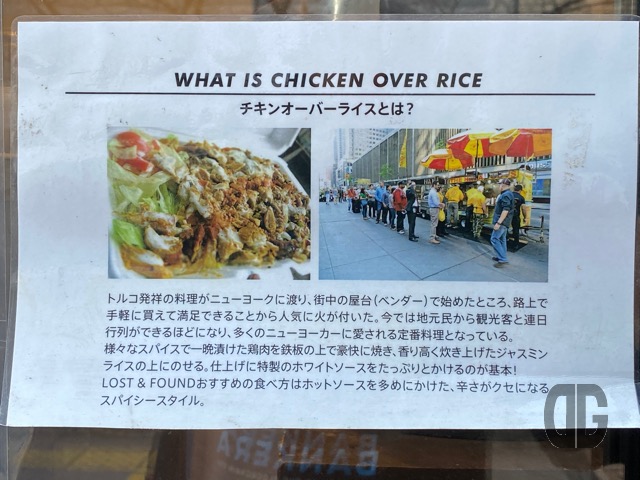 WHAT IS CHICKEN OVER RICE
チキンオーバーライスとは?
トルコ発祥の料理がニューヨークに渡り、街中の屋台(ベンダー)で始めたところ、路上で
手軽に買えて満足できることから人気に火が付いた。今では地元民から観光客と連日
行列ができるほどになり、多くのニューヨーカーに愛される定番料理となっている。
様々なスパイスで一晩漬けた鶏肉を鉄板の上で豪快に焼き、香り高く炊き上げたジャスミン
ライスの上にのせる。仕上げに特製のホワイトソースをたっぷりとかけるのが基本!
LOST & FOUNDおすすめの食べ方はホットソースを多めにかけた、辛さがクセになる
スパイシースタイル。
DG